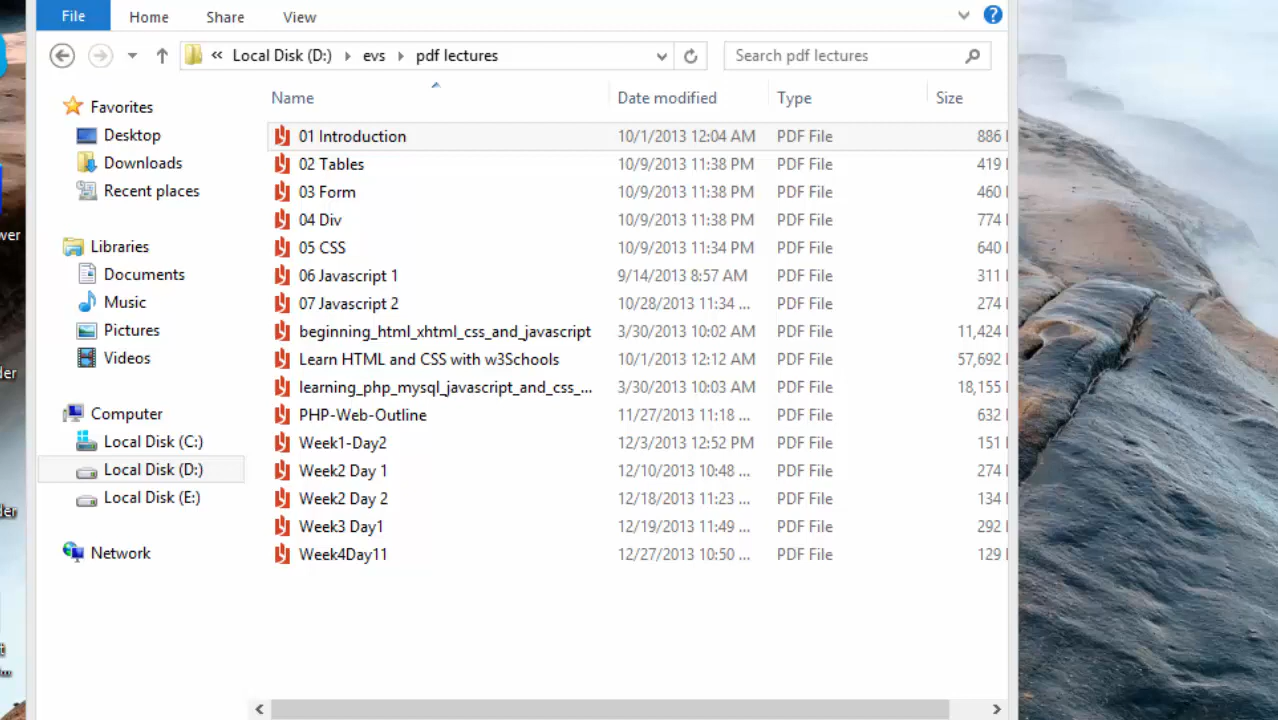 File Home Share View
« Local Disk (D:) evs pdf lectures Search pdf lectures
Name Date modified Type Size
Favorites
Desktop
Downloads
Recent places
Libraries
Documents
Music
Pictures
Videos
Computer
Local Disk (C:)
Local Disk (D:)
Local Disk (E:)
Network
01 Introduction 10/1/2013 12:04 AM PDF File 886
02 Tables 10/9/2013 11:38 PM PDF File 419
03 Form 10/9/2013 11:38 PM PDF File 460
04 Div 10/9/2013 11:38 PM PDF File 774
05 CSS 10/9/2013 11:34 PM PDF File 640
06 Javascript 1 9/14/2013 8:57 AM PDF File 311
07 Javascript 2 10/28/2013 11:34 ... PDF File 274
beginning_html_xhtml_css_and_javascript 3/30/2013 10:02 AM PDF File 11,424
Learn HTML and CSS with w3Schools 10/1/2013 12:12 AM PDF File 57,692
learning_php_mysql_javascript_and_css_... 3/30/2013 10:03 AM PDF File 18,155
PHP-Web-Outline 11/27/2013 11:18 ... PDF File 632
Week1-Day2 12/3/2013 12:52 PM PDF File 151
Week2 Day 1 12/10/2013 10:48 ... PDF File 274
Week2 Day 2 12/18/2013 11:23 ... PDF File 134
Week3 Day1 12/19/2013 11:49 ... PDF File 292
Week4Day11 12/27/2013 10:50 ... PDF File 129
wer
der
der